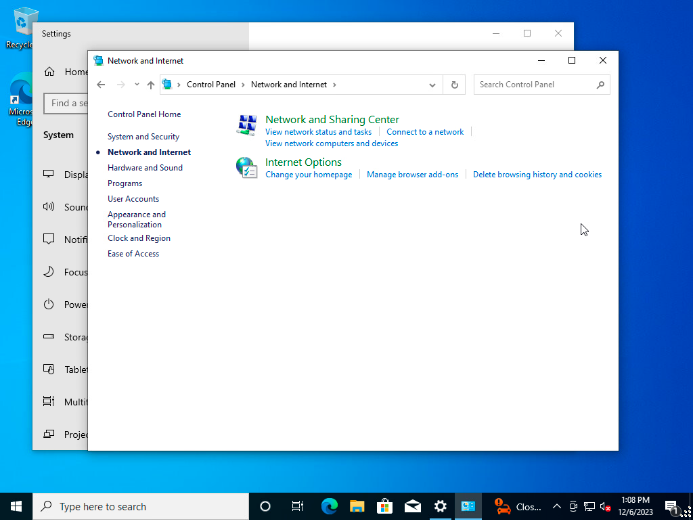 Recycle
Micros
Edge
Settings
Home
Find a se
System
Displa
Sound
Notifi
Focus
Power
Storag
Tablet
Multit
Projec
Network and Internet
Control Panel > Network and Internet >
Search Control Panel
Control Panel Home
System and Security
Network and Internet
Hardware and Sound
Programs
User Accounts
Appearance and
Personalization
Clock and Region
Ease of Access
Network and Sharing Center
View network status and tasks
Connect to a network
View network computers and devices
Internet Options
Change your homepage
Manage browser add-ons
Delete browsing history and cookies
Type here to search
Clos...
1:08 PM
12/6/2023